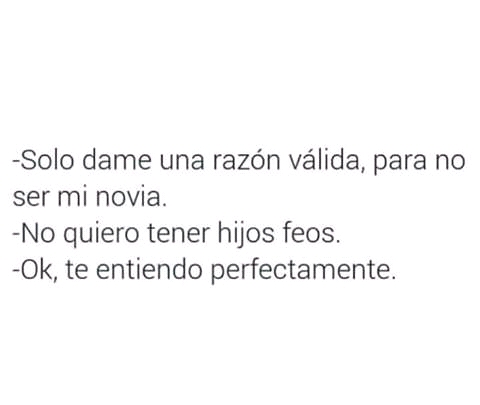 -Solo dame una razón válida, para no
ser mi novia.
-No quiero tener hijos feos.
-Ok, te entiendo perfectamente.